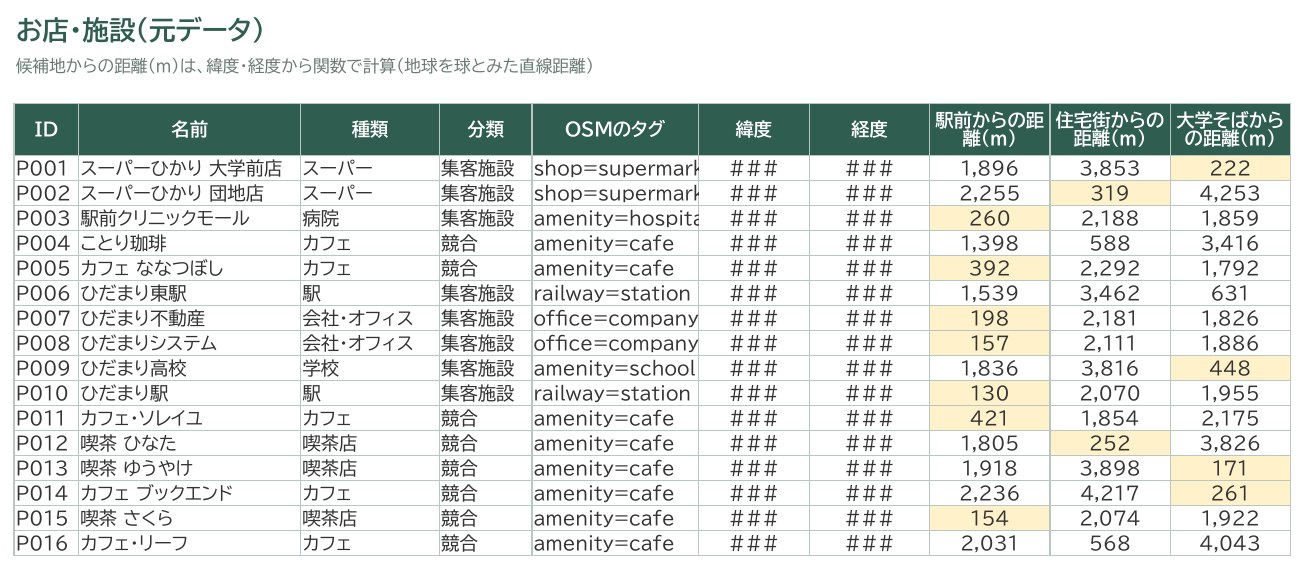 お店・施設(元データ)
候補地からの距離(m)は、緯度・経度から関数で計算(地球を球とみた直線距離)
ID 名前 種類 分類 OSMのタグ 緯度 経度 駅前からの距離(m) 住宅街からの距離(m) 大学そばからの距離(m)
P001 スーパーひかり 大学前店 スーパー 集客施設 shop=supermark ### ### 1,896 3,853 222
P002 スーパーひかり 団地店 スーパー 集客施設 shop=supermark ### ### 2,255 319 4,253
P003 駅前クリニックモール 病院 集客施設 amenity=hospita ### ### 260 2,188 1,859
P004 ことり珈琲 カフェ 競合 amenity=cafe ### ### 1,398 588 3,416
P005 カフェ ななつぼし カフェ 競合 amenity=cafe ### ### 392 2,292 1,792
P006 ひだまり東駅 駅 集客施設 railway=station ### ### 1,539 3,462 631
P007 ひだまり不動産 会社・オフィス 集客施設 office=company ### ### 198 2,181 1,826
P008 ひだまりシステム 会社・オフィス 集客施設 office=company ### ### 157 2,111 1,886
P009 ひだまり高校 学校 集客施設 amenity=school ### ### 1,836 3,816 448
P010 ひだまり駅 駅 集客施設 railway=station ### ### 130 2,070 1,955
P011 カフェ・ソレイユ カフェ 競合 amenity=cafe ### ### 421 1,854 2,175
P012 喫茶 ひなた 喫茶店 競合 amenity=cafe ### ### 1,805 252 3,826
P013 喫茶 ゆうやけ 喫茶店 競合 amenity=cafe ### ### 1,918 3,898 171
P014 カフェ ブックエンド カフェ 競合 amenity=cafe ### ### 2,236 4,217 261
P015 喫茶 さくら 喫茶店 競合 amenity=cafe ### ### 154 2,074 1,922
P016 カフェ・リーフ カフェ 競合 amenity=cafe ### ### 2,031 568 4,043